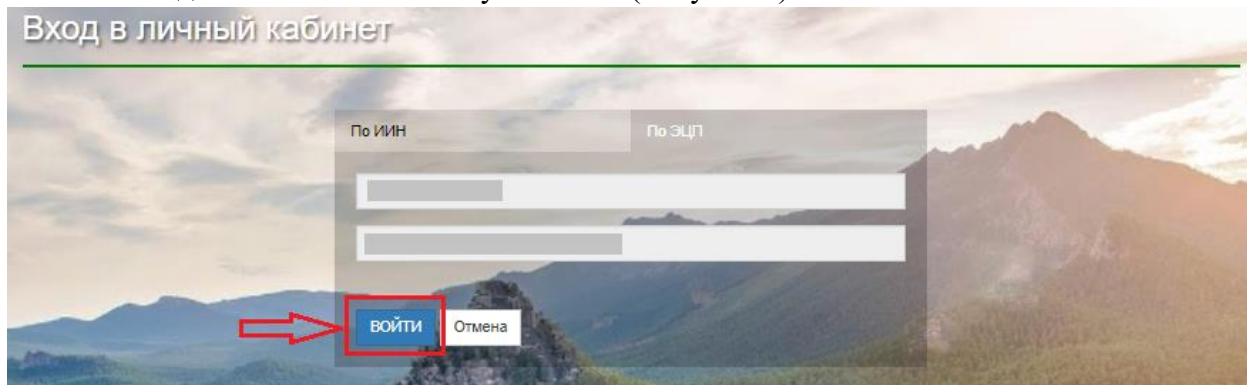 Вход в личный кабинет
По ИИН
По ЭЦП
ВОЙТИ
Отмена